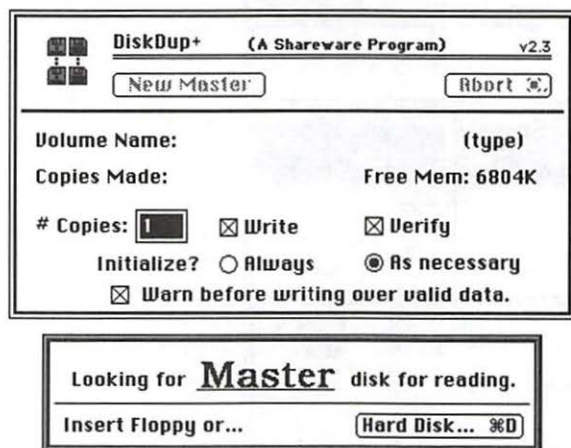 DiskDup+ (A Shareware Program) v2.3
New Master Abort ⌘.
Volume Name: (type)
Copies Made: Free Mem: 6804K
# Copies: 1 Write Verify
Initialize? Always As necessary
Warn before writing over valid data.
Looking for Master disk for reading.
Insert Floppy or... Hard Disk... ⌘D